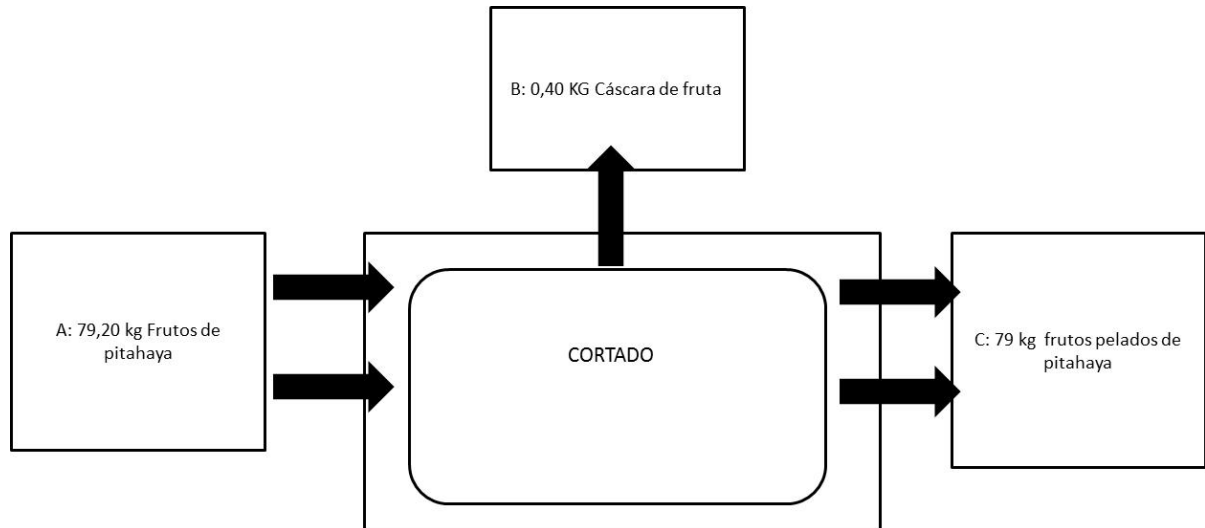 B: 0,40 KG Cáscara de fruta
A: 79,20 kg Frutos de
pitahaya
CORTADO
C: 79 kg  frutos pelados de
pitahaya